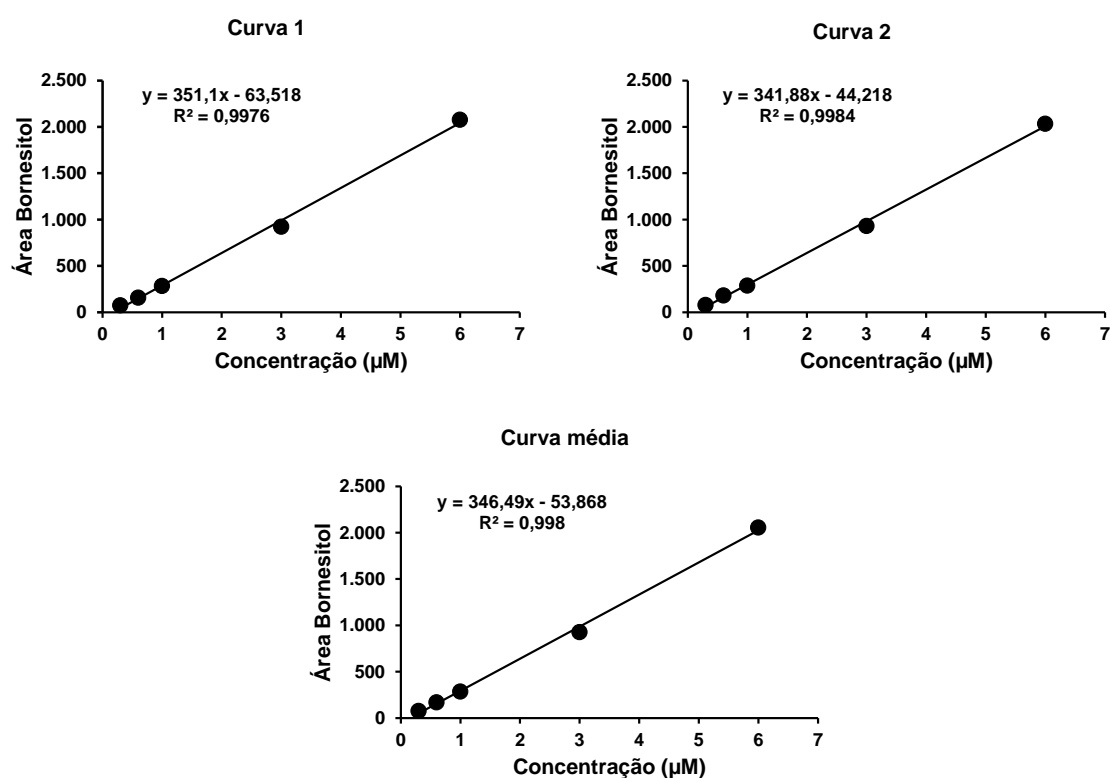 Curva 1
y = 351,1x - 63,518
R² = 0,9976
2.500
2.000
1.500
1.000
500
0
Área Bornesitol
0 1 2 3 4 5 6 7
Concentração (µM)
Curva 2
y = 341,88x - 44,218
R² = 0,9984
2.500
2.000
1.500
1.000
500
0
Área Bornesitol
0 1 2 3 4 5 6 7
Concentração (µM)
Curva média
y = 346,49x - 53,868
R² = 0,998
2.500
2.000
1.500
1.000
500
0
Área Bornesitol
0 1 2 3 4 5 6 7
Concentração (µM)